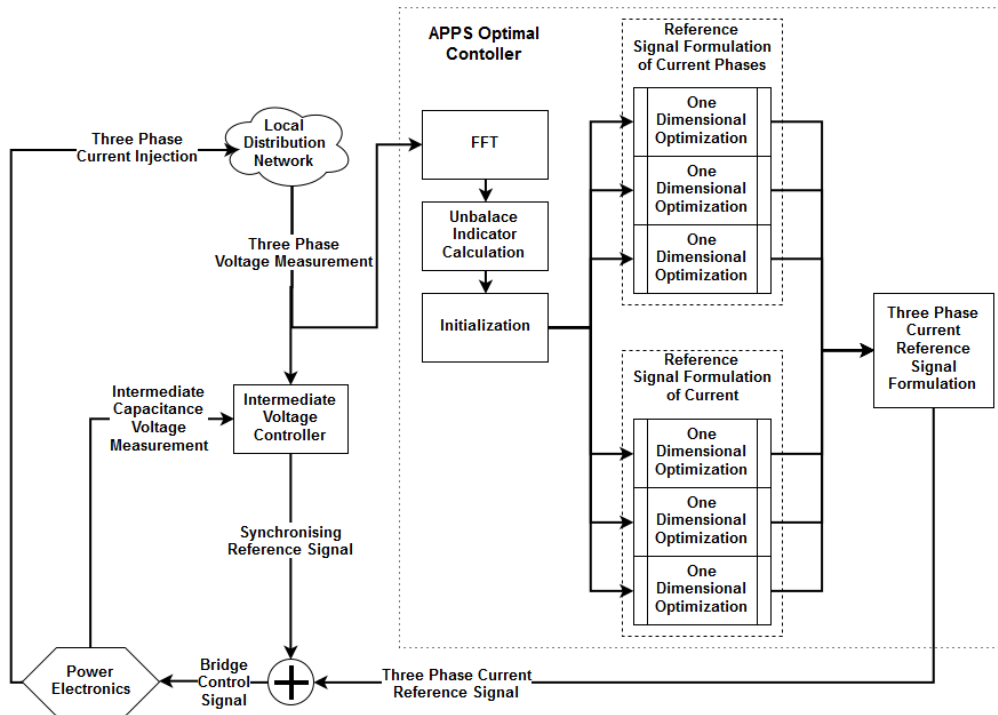 APPS Optimal
Contoller
Reference
Signal Formulation
of Current Phases
One
Dimensional
Optimization
One
Dimensional
Optimization
One
Dimensional
Optimization
FFT
Unbalace
Indicator
Calculation
Initialization
Three Phase
Current Injection
Local
Distribution
Network
Three Phase
Voltage Measurement
Three Phase
Current
Reference
Signal
Formulation
Reference
Signal Formulation
of Current
One
Dimensional
Optimization
One
Dimensional
Optimization
One
Dimensional
Optimization
Intermediate
Capacitance
Voltage
Measurement
Intermediate
Voltage
Controller
Synchronising
Reference Signal
Power
Electronics
Bridge
Control
Signal
Three Phase Current
Reference Signal